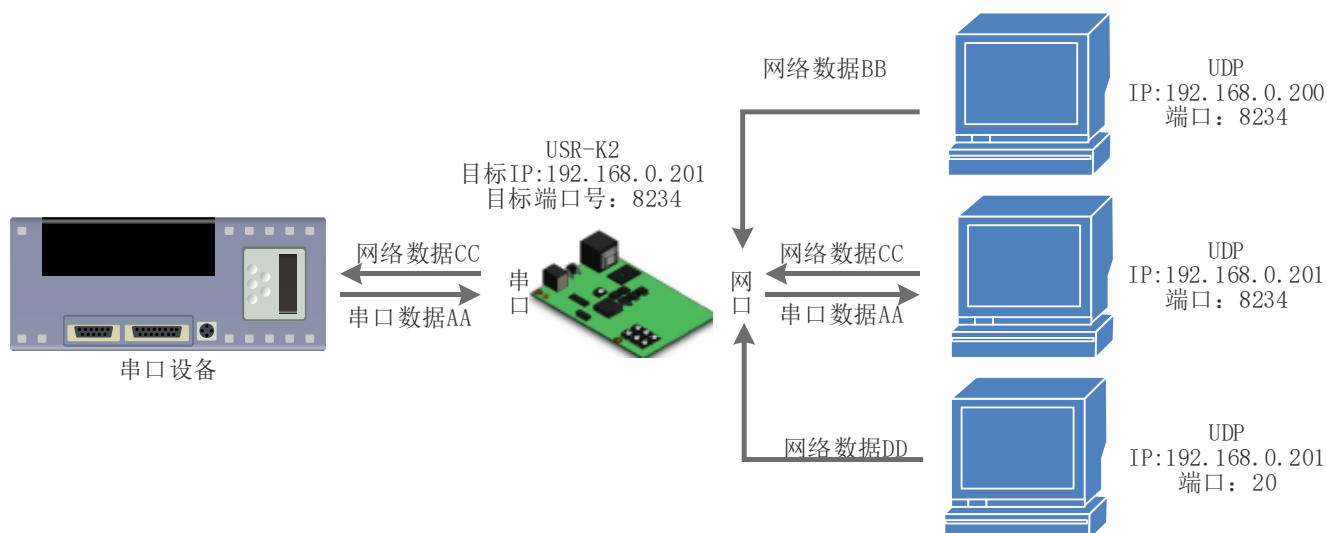 网络数据BB
UDP
IP:192.168.0.200
端口：8234
USR-K2
目标IP:192.168.0.201
目标端口号：8234
网络数据CC
串口数据AA
串口设备
串口
网口
网络数据CC
串口数据AA
UDP
IP:192.168.0.201
端口：8234
网络数据DD
UDP
IP:192.168.0.201
端口：20